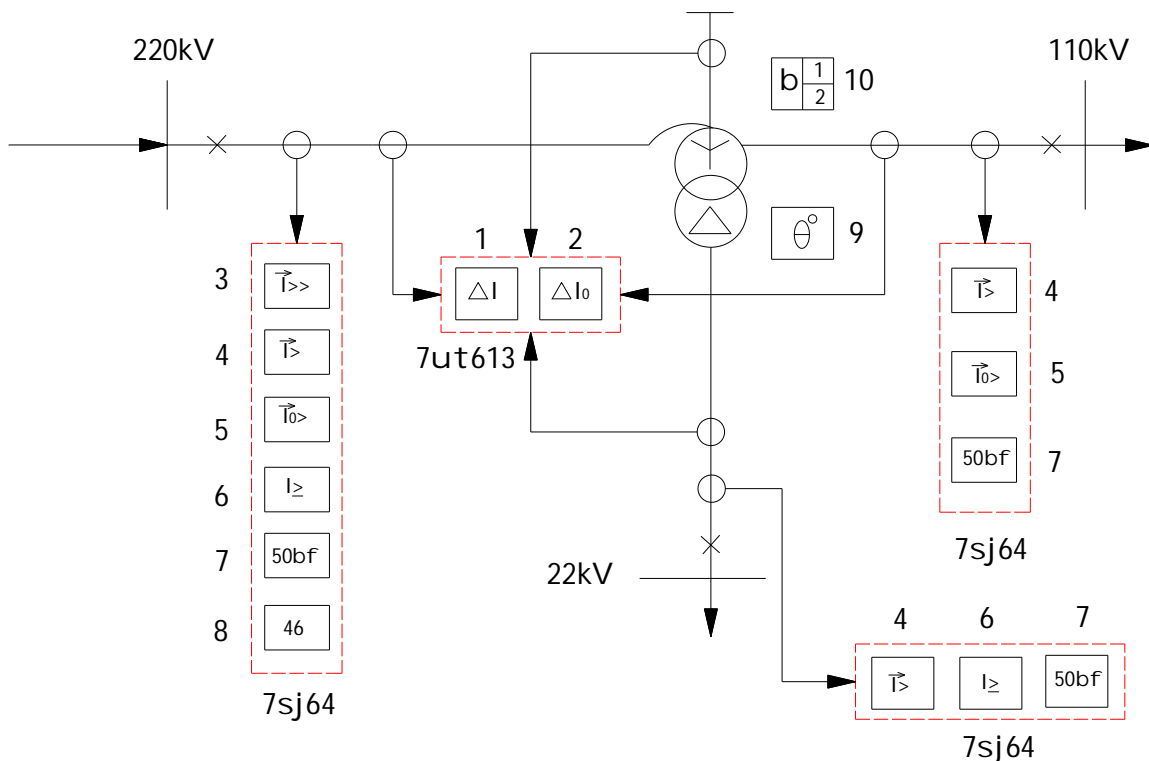 220kV
110kV
b 1 2 10
θ° 9
1 2
△I △I₀
7ut613
3 I>>
4 I>
5 I₀>
6 I≥
7 50bf
8 46
7sj64
I> 4
I₀> 5
50bf 7
7sj64
22kV
4 6 7
I> I≥ 50bf
7sj64